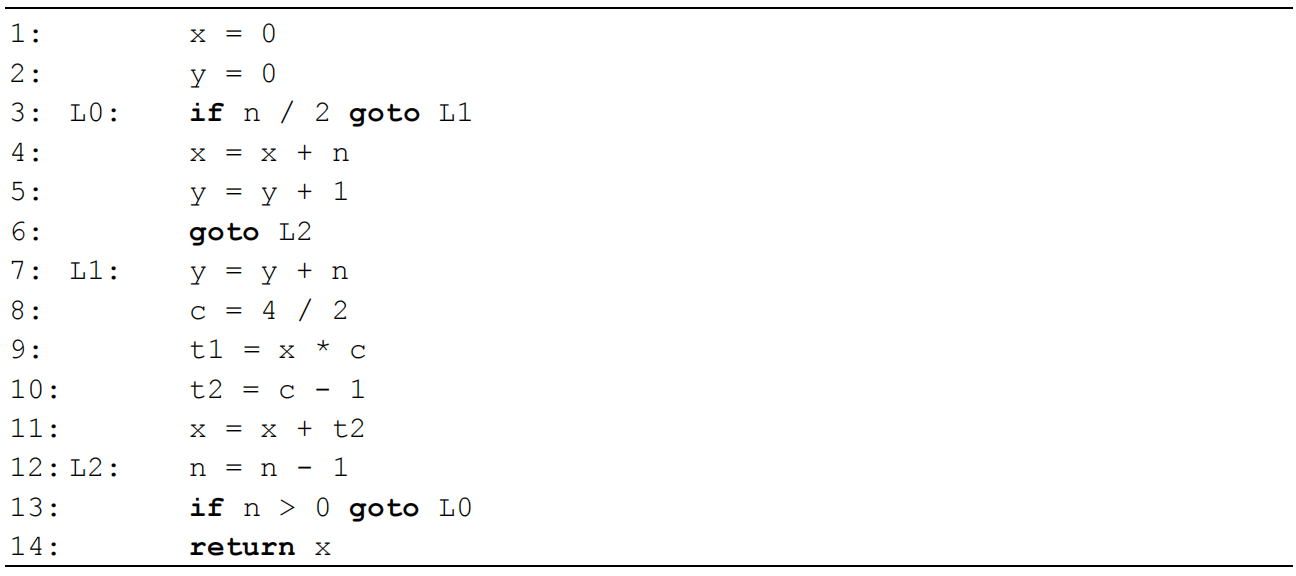 1: x = 0
2: y = 0
3: L0: if n / 2 goto L1
4: x = x + n
5: y = y + 1
6: goto L2
7: L1: y = y + n
8: c = 4 / 2
9: t1 = x * c
10: t2 = c - 1
11: x = x + t2
12: L2: n = n - 1
13: if n > 0 goto L0
14: return x